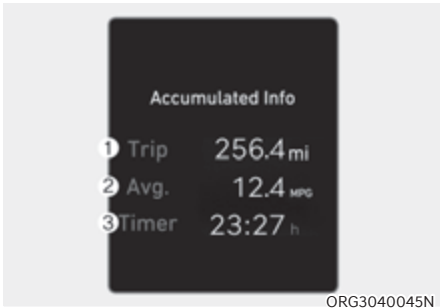 Accumulated Info
1 Trip 256.4 mi
2 Avg. 12.4 MPG
3 Timer 23:27 h
ORG3040045N